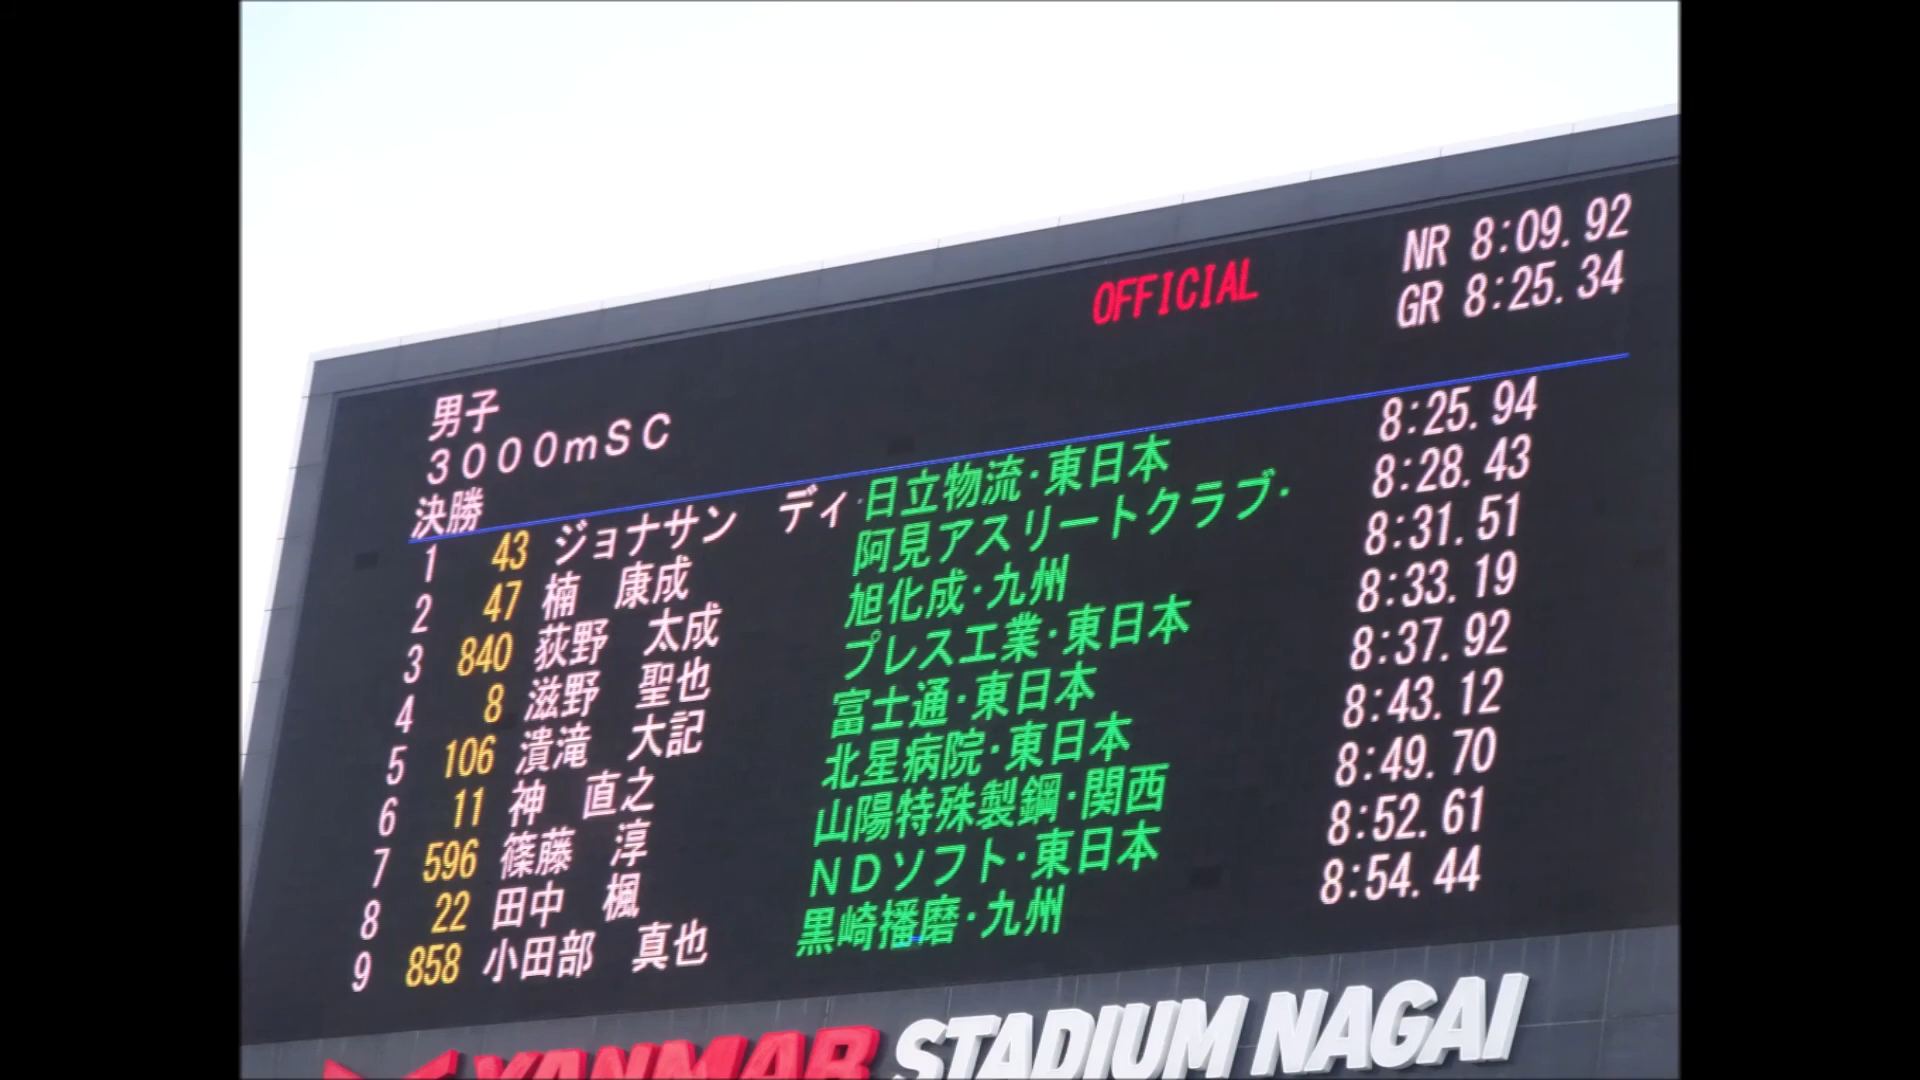 OFFICIAL
NR 8:09.92
GR 8:25.34
男子
3000mSC
決勝
1 43 ジョナサン ディ 日立物流・東日本 8:25.94
2 47 楠 康成 阿見アスリートクラブ・ 8:28.43
3 840 荻野 太成 旭化成・九州 8:31.51
4 8 滋野 聖也 プレス工業・東日本 8:33.19
5 106 潰滝 大記 富士通・東日本 8:37.92
6 11 神 直之 北星病院・東日本 8:43.12
7 596 篠藤 淳 山陽特殊製鋼・関西 8:49.70
8 22 田中 楓 NDソフト・東日本 8:52.61
9 858 小田部 真也 黒崎播磨・九州 8:54.44
YANMAR STADIUM NAGAI